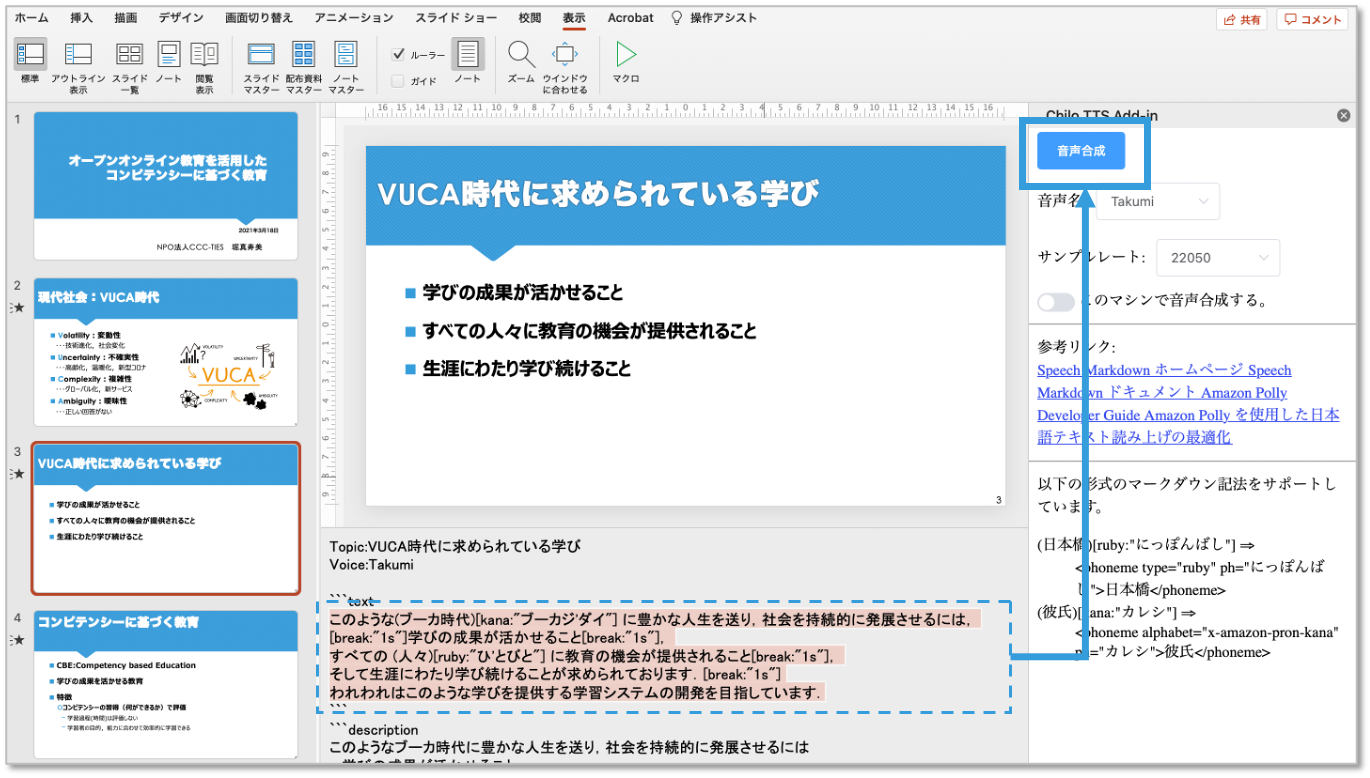 ホーム 挿入 描画 デザイン 画面切り替え アニメーション スライド ショー 校閲 表示 Acrobat 操作アシスト 共有 コメント
標準 アウトライン表示 スライド一覧 ノート 閲覧表示 スライドマスター 配布資料マスター ノートマスター ルーラー ガイド ノート ズーム ウインドウに合わせる マクロ
16 15 14 13 12 11 10 9 8 7 6 5 4 3 2 1 0 1 2 3 4 5 6 7 8 9 10 11 12 13 14 15 16
1
オープンオンライン教育を活用した
コンピテンシーに基づく教育
2021年3月18日
NPO法人CCC-TIES 堀真寿美
2
現代社会：VUCA時代
Volatility：変動性
･･･技術進化，社会変化
Uncertainty：不確実性
･･･高齢化，温暖化，新型コロナ
Complexity：複雑性
･･･グローバル化，新サービス
Ambiguity：曖昧性
･･･正しい回答がない
VOLATILITY
UNCERTAINTY
VUCA
COMPLEXITY
AMBIGUITY
3
VUCA時代に求められている学び
学びの成果が活かせること
すべての人々に教育の機会が提供されること
生涯にわたり学び続けること
4
コンピテンシーに基づく教育
CBE:Competency based Education
学びの成果を活かせる教育
特徴
コンピテンシーの習得（何ができるか）で評価
– 学習過程(時間)は評価しない
– 学習者の目的，能力に合わせて効率的に学習できる
VUCA時代に求められている学び
学びの成果が活かせること
すべての人々に教育の機会が提供されること
生涯にわたり学び続けること
3
Topic:VUCA時代に求められている学び
Voice:Takumi
```text
このような(ブーカ時代)[kana:"ブーカジ'ダイ"] に豊かな人生を送り，社会を持続的に発展させるには，
[break:"1s"]学びの成果が活かせること[break:"1s"]，
すべての (人々)[ruby:"ひ'とびと"] に教育の機会が提供されること[break:"1s"]，
そして生涯にわたり学び続けることが求められております．[break:"1s"]
われわれはこのような学びを提供する学習システムの開発を目指しています．
```
```description
このようなブーカ時代に豊かな人生を送り，社会を持続的に発展させるには
Chilo TTS Add-in
音声合成
音声名 Takumi
サンプルレート: 22050
このマシンで音声合成する。
参考リンク:
Speech Markdown ホームページ Speech
Markdown ドキュメント Amazon Polly
Developer Guide Amazon Polly を使用した日本
語テキスト読み上げの最適化
以下の形式のマークダウン記法をサポートし
ています。
(日本橋)[ruby:"にっぽんばし"] ⇒
<phoneme type="ruby" ph="にっぽんば
し">日本橋</phoneme>
(彼氏)[kana:"カレシ"] ⇒
<phoneme alphabet="x-amazon-pron-kana"
ph="カレシ">彼氏</phoneme>